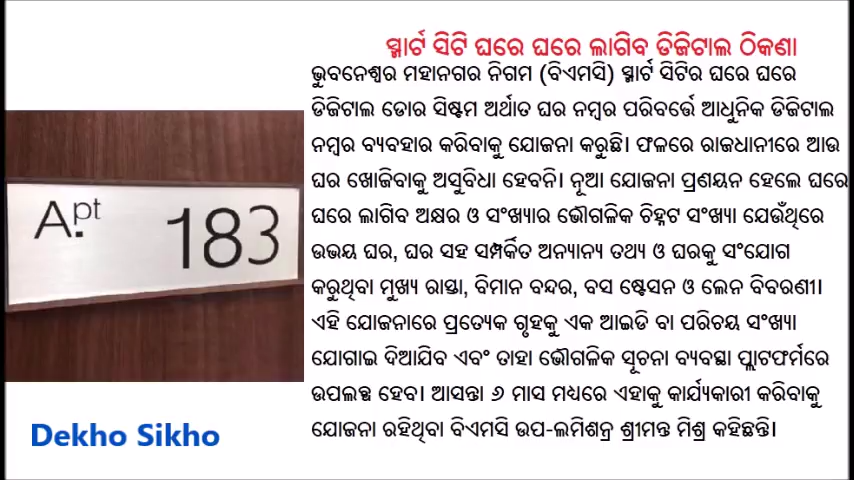 ସ୍ମାର୍ଟ ସିଟି ଘରେ ଘରେ ଲାଗିବ ଡିଜିଟାଲ ଠିକଣା
ଭୁବନେଶ୍ୱର ମହାନଗର ନିଗମ (ବିଏମସି) ସ୍ମାର୍ଟ ସିଟିର ଘରେ ଘରେ
ଡିଜିଟାଲ ଡୋର ସିଷ୍ଟମ ଅର୍ଥାତ ଘର ନମ୍ବର ପରିବର୍ତ୍ତେ ଆଧୁନିକ ଡିଜିଟାଲ
ନମ୍ବର ବ୍ୟବହାର କରିବାକୁ ଯୋଜନା କରୁଛି। ଫଳରେ ରାଜଧାନୀରେ ଆଉ
ଘର ଖୋଜିବାକୁ ଅସୁବିଧା ହେବନି। ନୂଆ ଯୋଜନା ପ୍ରଣୟନ ହେଲେ ଘରେ
ଘରେ ଲାଗିବ ଅକ୍ଷର ଓ ସଂଖ୍ୟାର ଭୌଗଳିକ ଚିହ୍ନଟ ସଂଖ୍ୟା ଯେଉଁଥିରେ
ଉଭୟ ଘର, ଘର ସହ ସମ୍ପର୍କିତ ଅନ୍ୟାନ୍ୟ ତଥ୍ୟ ଓ ଘରକୁ ସଂଯୋଗ
କରୁଥିବା ମୁଖ୍ୟ ରାସ୍ତା, ବିମାନ ବନ୍ଦର, ବସ ଷ୍ଟେସନ ଓ ଲେନ ବିବରଣୀ।
ଏହି ଯୋଜନାରେ ପ୍ରତ୍ୟେକ ଗୃହକୁ ଏକ ଆଇଡି ବା ପରିଚୟ ସଂଖ୍ୟା
ଯୋଗାଇ ଦିଆଯିବ ଏବଂ ତାହା ଭୌଗଳିକ ସୂଚନା ବ୍ୟବସ୍ଥା ପ୍ଲାଟଫର୍ମରେ
ଉପଲବ୍ଧ ହେବ। ଆସନ୍ତା ୬ ମାସ ମଧ୍ୟରେ ଏହାକୁ କାର୍ଯ୍ୟକାରୀ କରିବାକୁ
ଯୋଜନା ରହିଥିବା ବିଏମସି ଉପ-ଲମିଶନ୍ର ଶ୍ରୀମନ୍ତ ମିଶ୍ର କହିଛନ୍ତି।
Apt. 183
Dekho Sikho